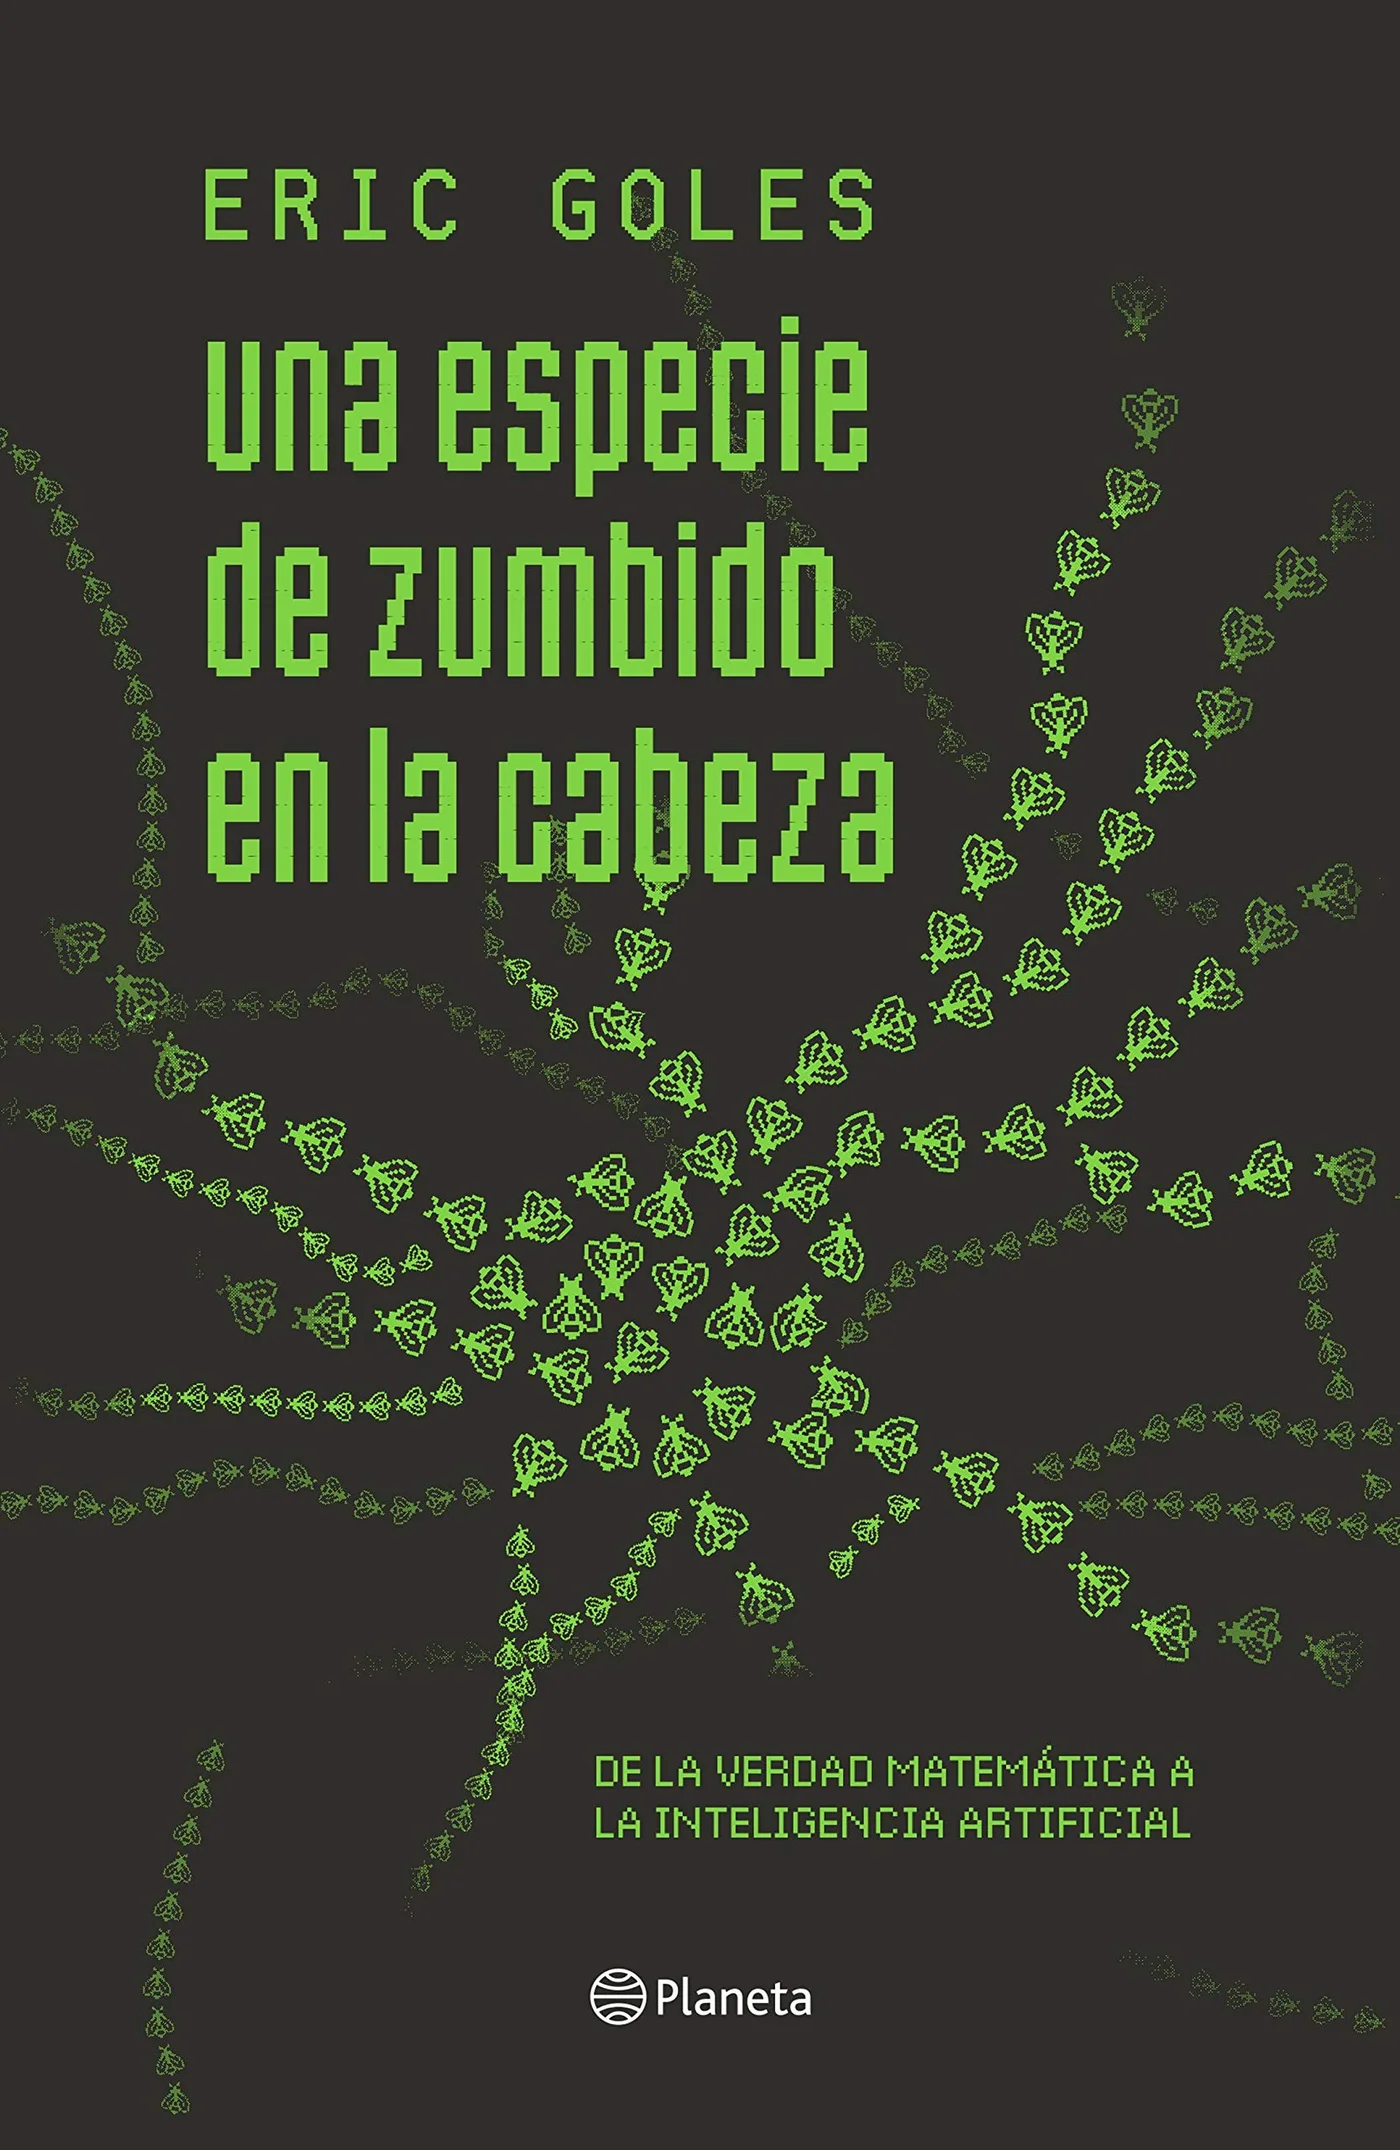 ERIC GOLES
una especie
de zumbido
en la cabeza
DE LA VERDAD MATEMÁTICA A
LA INTELIGENCIA ARTIFICIAL
Planeta